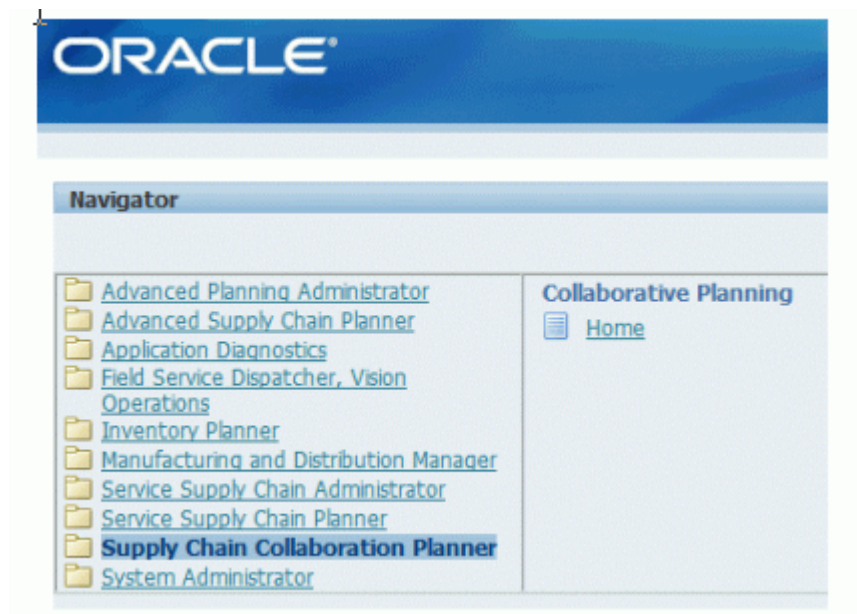 ORACLE®
Navigator
Advanced Planning Administrator
Advanced Supply Chain Planner
Application Diagnostics
Field Service Dispatcher, Vision
Operations
Inventory Planner
Manufacturing and Distribution Manager
Service Supply Chain Administrator
Service Supply Chain Planner
Supply Chain Collaboration Planner
System Administrator
Collaborative Planning
Home